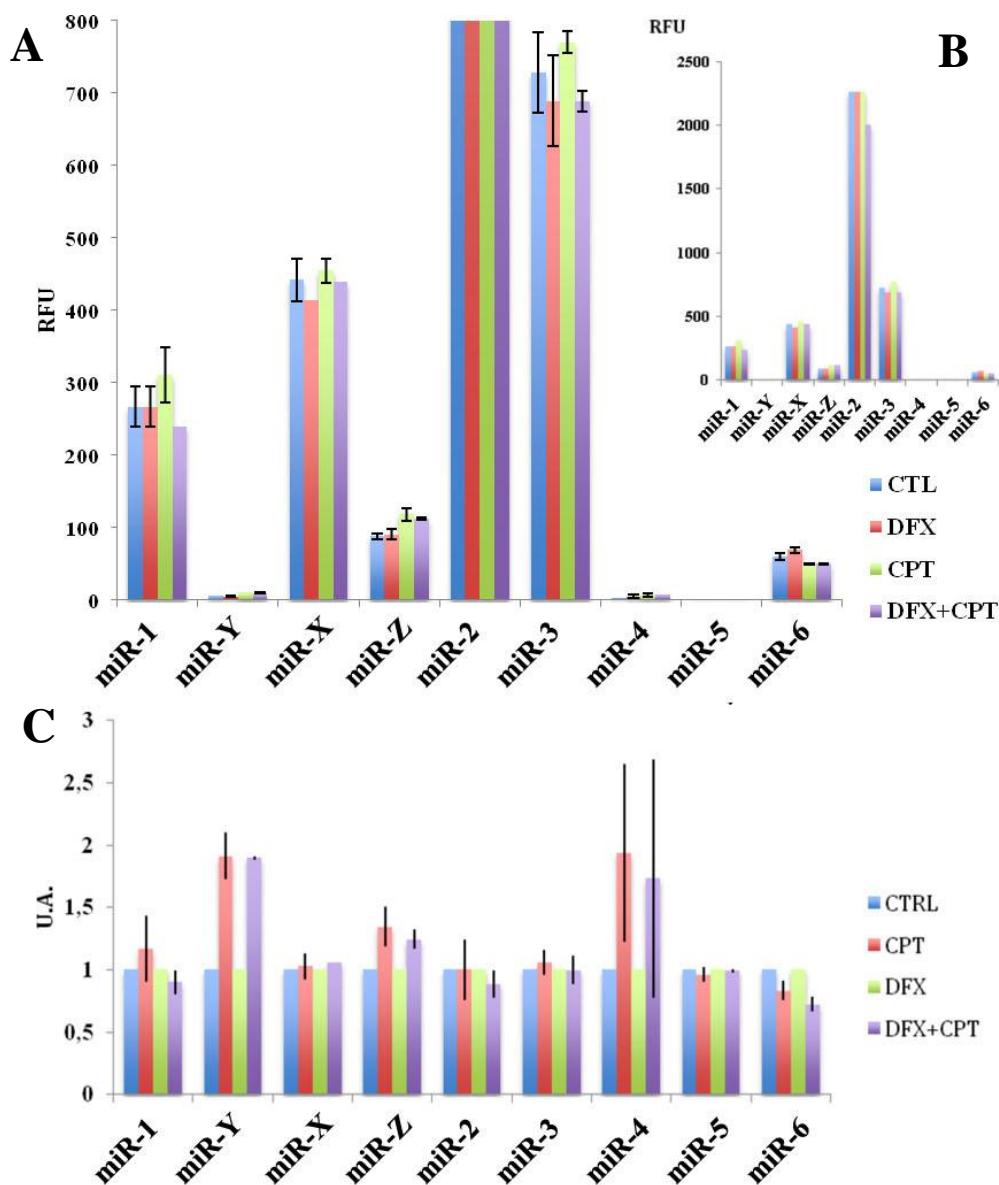 A
800
700
600
500
400
300
200
100
0
RFU
miR-1
miR-Y
miR-X
miR-Z
miR-2
miR-3
miR-4
miR-5
miR-6
RFU
B
2500
2000
1500
1000
500
0
miR-1
miR-Y
miR-X
miR-Z
miR-2
miR-3
miR-4
miR-5
miR-6
CTL
DFX
CPT
DFX+CPT
C
3
2,5
2
1,5
1
0,5
0
U.A.
miR-1
miR-Y
miR-X
miR-Z
miR-2
miR-3
miR-4
miR-5
miR-6
CTRL
CPT
DFX
DFX+CPT